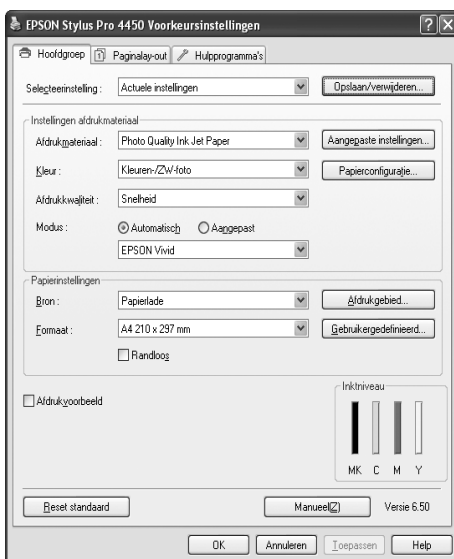 EPSON Stylus Pro 4450 Voorkeursinstellingen
Hoofdgroep Paginalay-out Hulpprogramma's
Selecteerinstelling : Actuele instellingen Opslaan/verwijderen...
Instellingen afdrukmateriaal
Afdrukmateriaal : Photo Quality Ink Jet Paper Aangepaste instellingen...
Kleur : Kleuren-/ZW-foto Papierconfiguratie...
Afdrukkwaliteit : Snelheid
Modus : Automatisch Aangepast
EPSON Vivid
Papierinstellingen
Bron : Papierlade Afdrukgebied...
Formaat : A4 210 x 297 mm Gebruikergedefinieerd...
Randloos
Afdrukvoorbeeld
Inktniveau
MK C M Y
Reset standaard Manueel(Z) Versie 6.50
OK Annuleren Toepassen Help